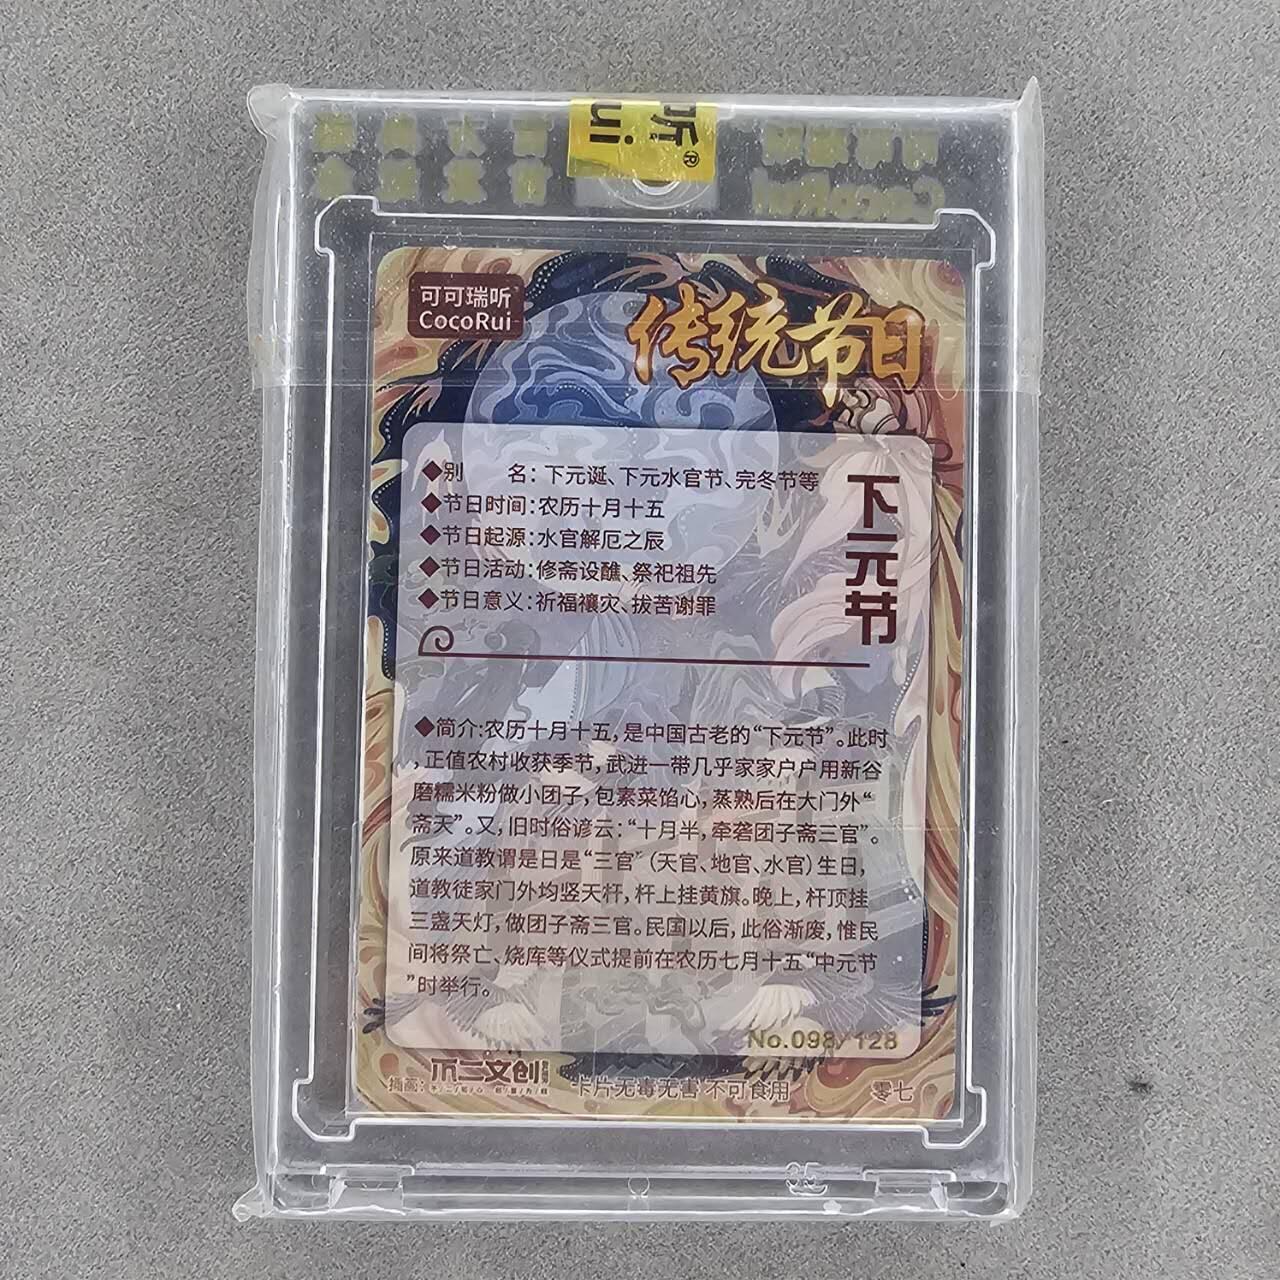 听®
ui
可可瑞听
CocoRui
传统节日
下元节
◆别 名：下元诞、下元水官节、完冬节等
◆节日时间：农历十月十五
◆节日起源：水官解厄之辰
◆节日活动：修斋设醮、祭祀祖先
◆节日意义：祈福禳灾、拔苦谢罪
◆简介：农历十月十五，是中国古老的“下元节”。此时
，正值农村收获季节，武进一带几乎家家户户用新谷
磨糯米粉做小团子，包素菜馅心，蒸熟后在大门外“
斋天”。又，旧时俗谚云：“十月半，牵砻团子斋三官”。
原来道教谓是日是“三官”（天官、地官、水官）生日，
道教徒家门外均竖天杆，杆上挂黄旗。晚上，杆顶挂
三盏天灯，做团子斋三官。民国以后，此俗渐废，惟民
间将祭亡、烧库等仪式提前在农历七月十五“中元节
”时举行。
No.098/128
插画：不二文创
卡片无毒无害 不可食用
零七
35